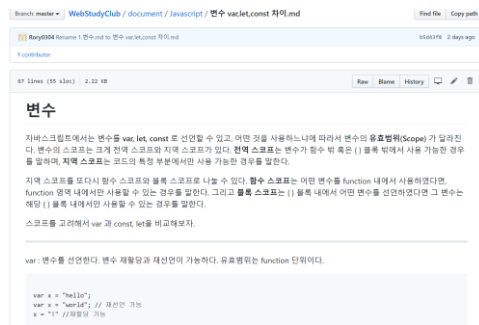 Branch: master WebStudyClub / document / Javascript / 변수 var,let,const 차이.md Find file Copy path
Rory0304 Rename 1.변수.md to 변수 var,let,const 차이.md 2 days ago
1 contributor
67 lines (55 sloc) 2.22 KB Raw Blame History
변수
자바스크립트에서는 변수를 var, let, const 로 선언할 수 있고, 어떤 것을 사용하느냐에 따라서 변수의 유효범위(Scope) 가 달라진
다. 변수의 스코프는 크게 전역 스코프와 지역 스코프가 있다. 전역 스코프는 변수가 함수 밖 혹은 { } 블록 밖에서 사용 가능한 경우
를 말하며, 지역 스코프는 코드의 특정 부분에서만 사용 가능한 경우를 말한다.
지역 스코프를 또다시 함수 스코프와 블록 스코프로 나눌 수 있다. 함수 스코프는 어떤 변수를 function 내에서 사용하였다면,
function 영역 내에서만 사용할 수 있는 경우를 말한다. 그리고 블록 스코프는 { } 블록 내에서 어떤 변수를 선언하였다면 그 변수는
해당 { } 블록 내에서만 사용할 수 있는 경우를 말한다.
스코프를 고려해서 var 과 const, let을 비교해보자.
var : 변수를 선언한다. 변수 재할당과 재선언이 가능하다. 유효범위는 function 단위이다.
var x = "hello";
var x = "world"; // 재선언 가능
x = "!" //재할당 가능